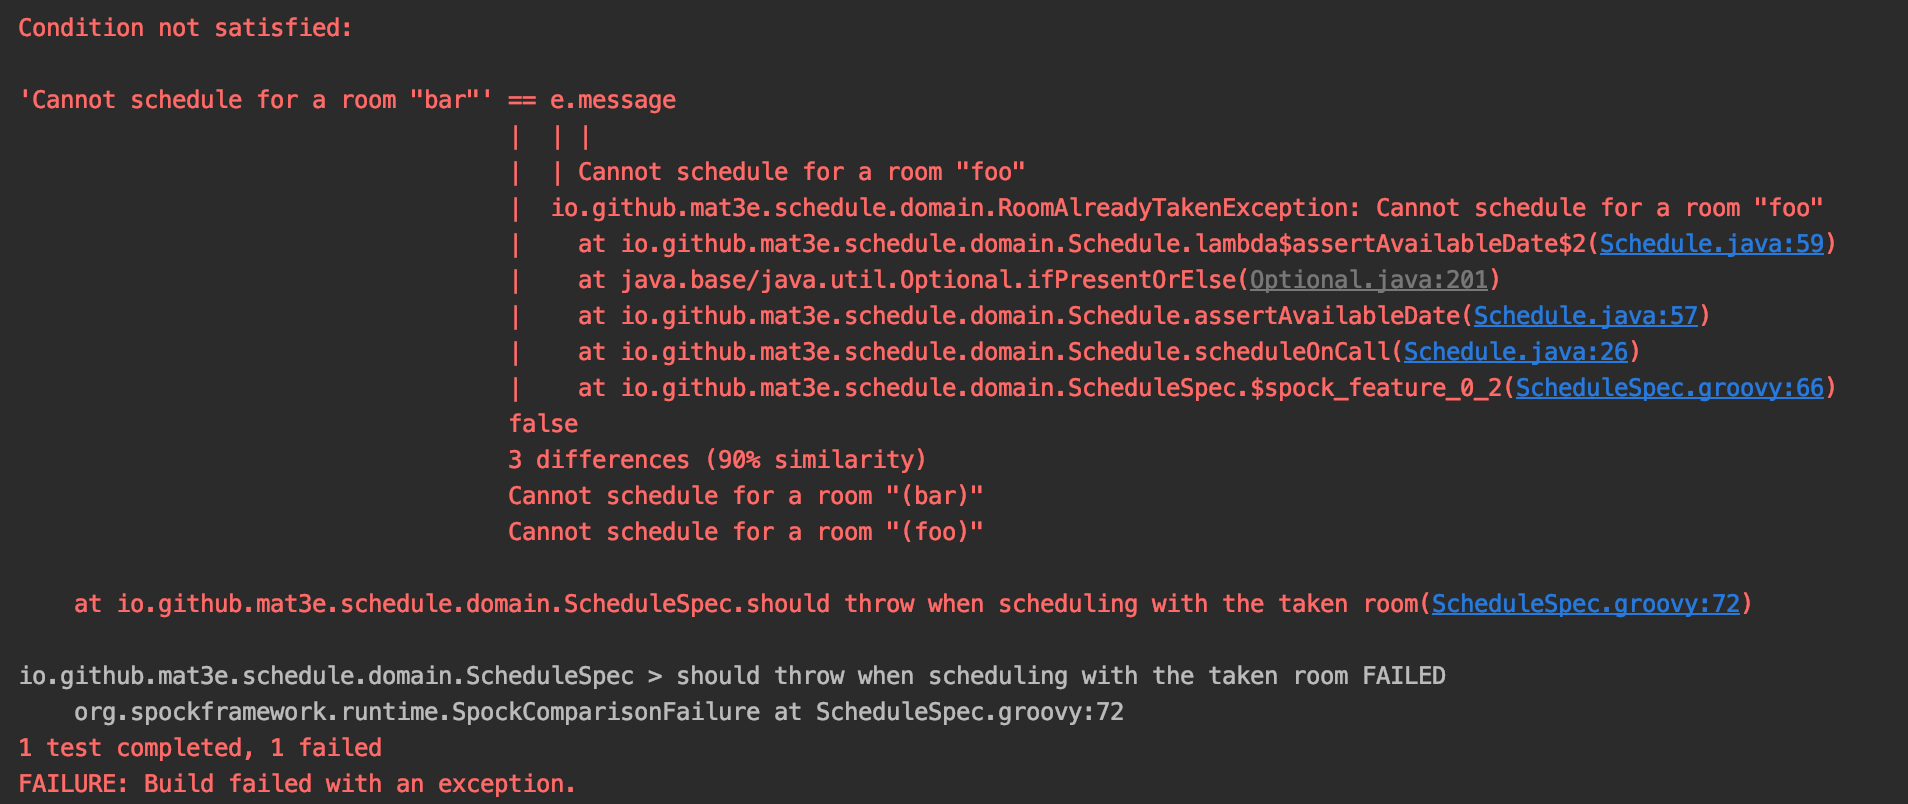 Condition not satisfied:
'Cannot schedule for a room "bar"' == e.message
|  | |
|  | Cannot schedule for a room "foo"
|  io.github.mat3e.schedule.domain.RoomAlreadyTakenException: Cannot schedule for a room "foo"
|    at io.github.mat3e.schedule.domain.Schedule.lambda$assertAvailableDate$2(Schedule.java:59)
|    at java.base/java.util.Optional.ifPresentOrElse(Optional.java:201)
|    at io.github.mat3e.schedule.domain.Schedule.assertAvailableDate(Schedule.java:57)
|    at io.github.mat3e.schedule.domain.Schedule.scheduleOnCall(Schedule.java:26)
|    at io.github.mat3e.schedule.domain.ScheduleSpec.$spock_feature_0_2(ScheduleSpec.groovy:66)
false
3 differences (90% similarity)
Cannot schedule for a room "(bar)"
Cannot schedule for a room "(foo)"
at io.github.mat3e.schedule.domain.ScheduleSpec.should throw when scheduling with the taken room(ScheduleSpec.groovy:72)
io.github.mat3e.schedule.domain.ScheduleSpec > should throw when scheduling with the taken room FAILED
org.spockframework.runtime.SpockComparisonFailure at ScheduleSpec.groovy:72
1 test completed, 1 failed
FAILURE: Build failed with an exception.